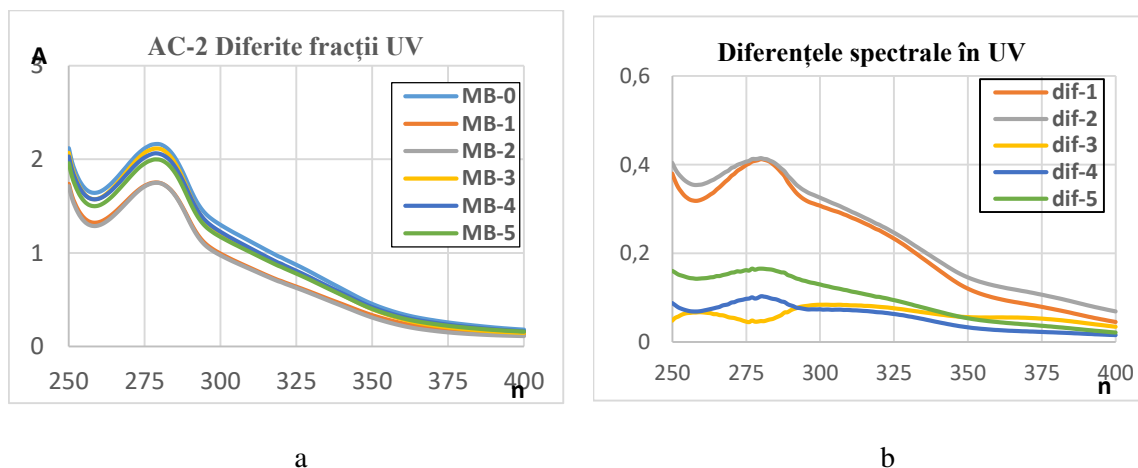 AC-2 Diferite fracții UV
A
3
2
1
0
250 275 300 325 350 375 400
n
MB-0
MB-1
MB-2
MB-3
MB-4
MB-5
a
Diferențele spectrale în UV
0,6
0,4
0,2
0
250 275 300 325 350 375 400
n
dif-1
dif-2
dif-3
dif-4
dif-5
b